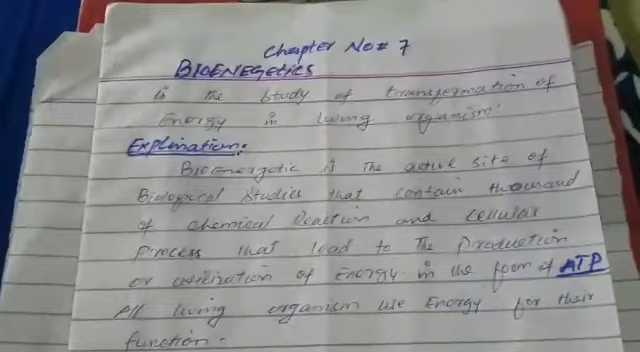 Chapter No# 7
BIOENEGETICS
is the study of transformation of
Energy in living organism.
Explination:
Bioenergetic is the active site of
Biological studies that contain thousand
of chemical Reaction and cellular
process that lead to The production
or utilization of Energy in the form of ATP
All living organism use Energy for their
function.